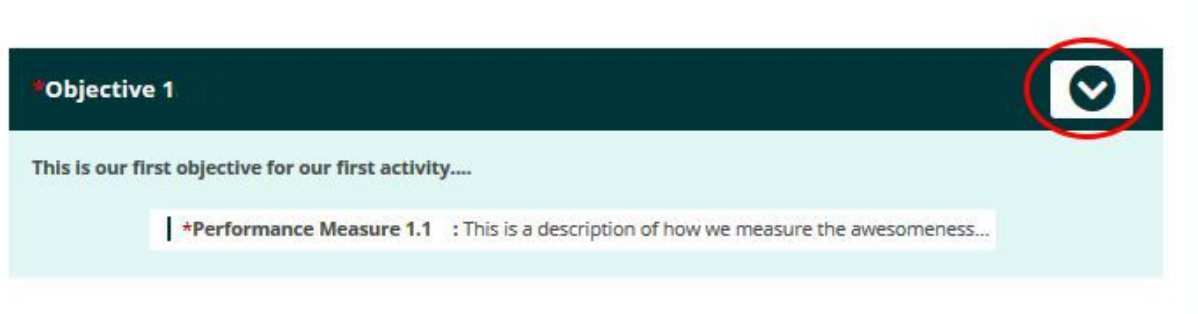 *Objective 1
This is our first objective for our first activity....
*Performance Measure 1.1 : This is a description of how we measure the awesomeness...